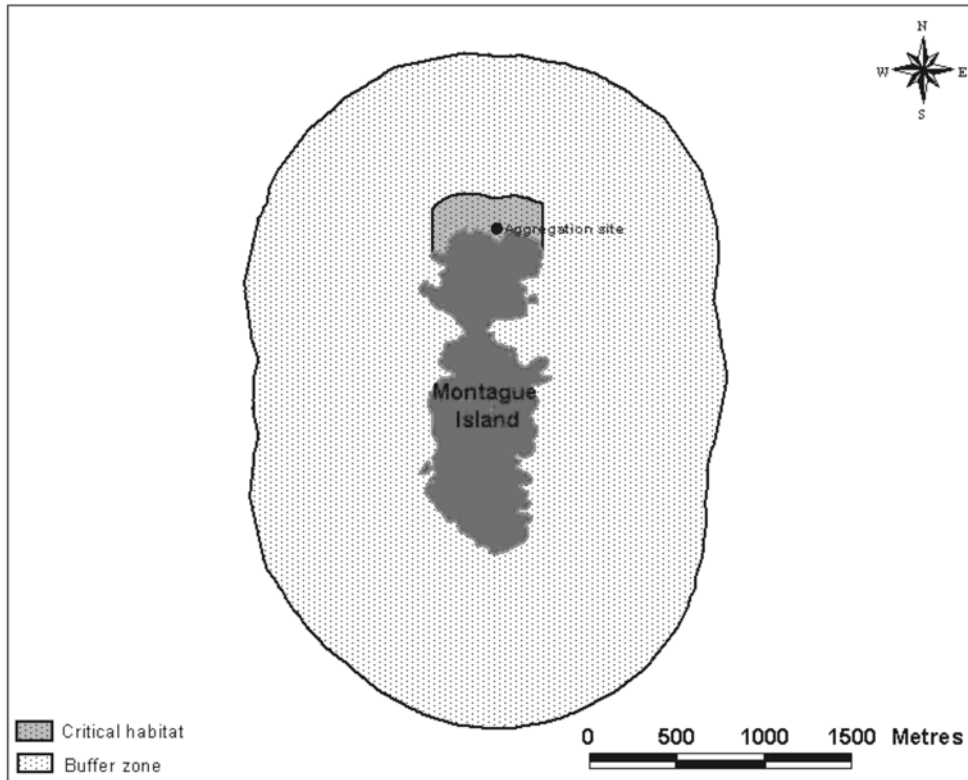 N
W E
S
Aggregation site
Montague
Island
Critical habitat
Buffer zone
0 500 1000 1500 Metres